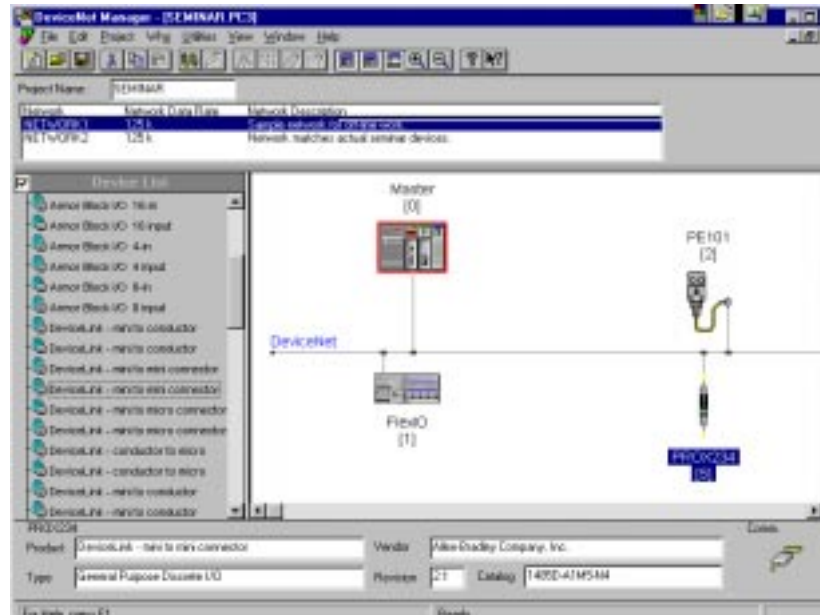 DeviceNet Manager - [SEMINAR.PC3]
File Edit Project Who Utilities View Window Help
Project Name: SEMINAR
Network Network Data Rate Network Description
NETWORK1 125 k Sample network for online work.
NETWORK2 125 k Network matches actual seminar devices.
Device List
Armor Block I/O 16-in
Armor Block I/O 16 input
Armor Block I/O 4-in
Armor Block I/O 4 input
Armor Block I/O 8-in
Armor Block I/O 8 input
DeviceLink - mini to conductor
DeviceLink - mini to conductor
DeviceLink - mini to mini connector
DeviceLink - mini to mini connector
DeviceLink - mini to micro connector
DeviceLink - mini to micro connector
DeviceLink - conductor to micro
DeviceLink - conductor to micro
DeviceLink - mini to conductor
DeviceLink - mini to conductor
Master
[0]
PE101
[2]
DeviceNet
FlexIO
[1]
PROX234
[5]
PROX234
Comm.
Product DeviceLink - mini to mini connector Vendor Allen-Bradley Company, Inc.
Type General Purpose Discrete I/O Revision 2.1 Catalog 1485D-A1M5-N4
For Help, press F1 Ready